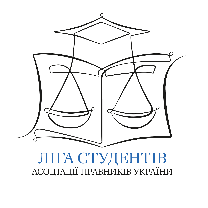 ЛІГА СТУДЕНТІВ
АСОЦІАЦІЇ ПРАВНИКІВ УКРАЇНИ